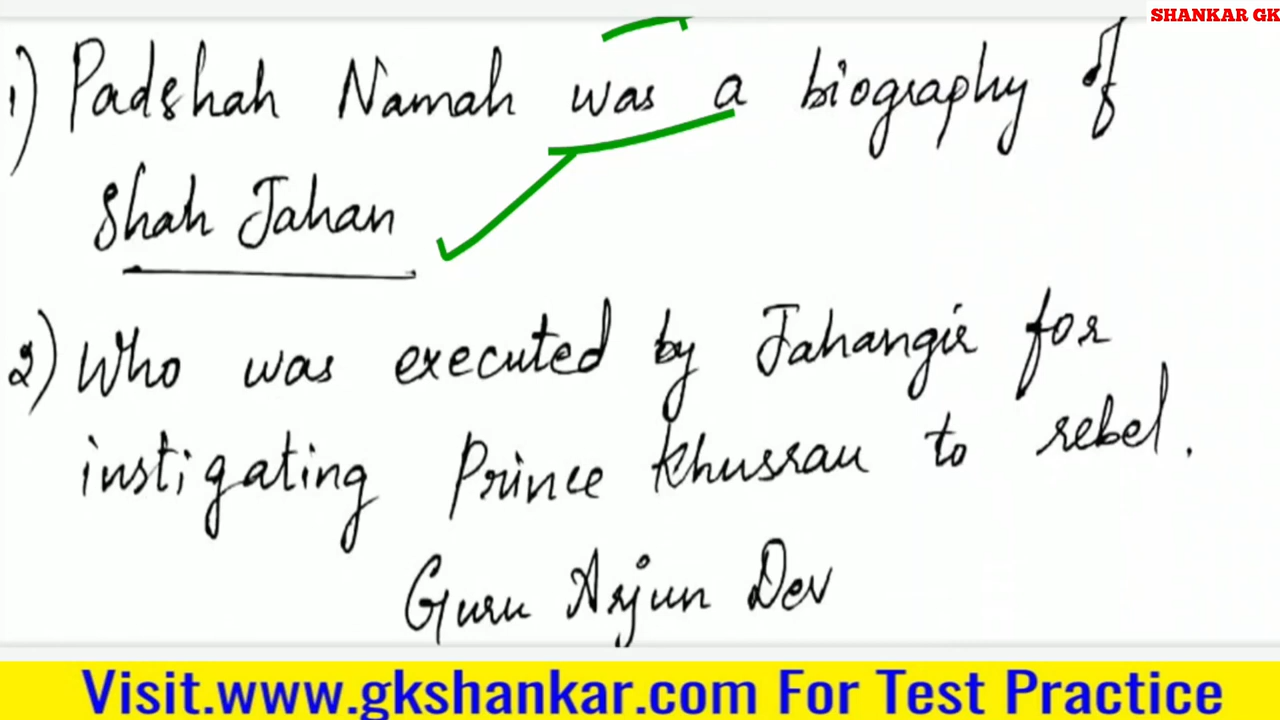 SHANKAR GK
1) Padshah Namah was a biography of
Shah Jahan
2) Who was executed by Jahangir for
instigating Prince Khussrau to rebel.
Guru Arjun Dev
Visit.www.gkshankar.com For Test Practice